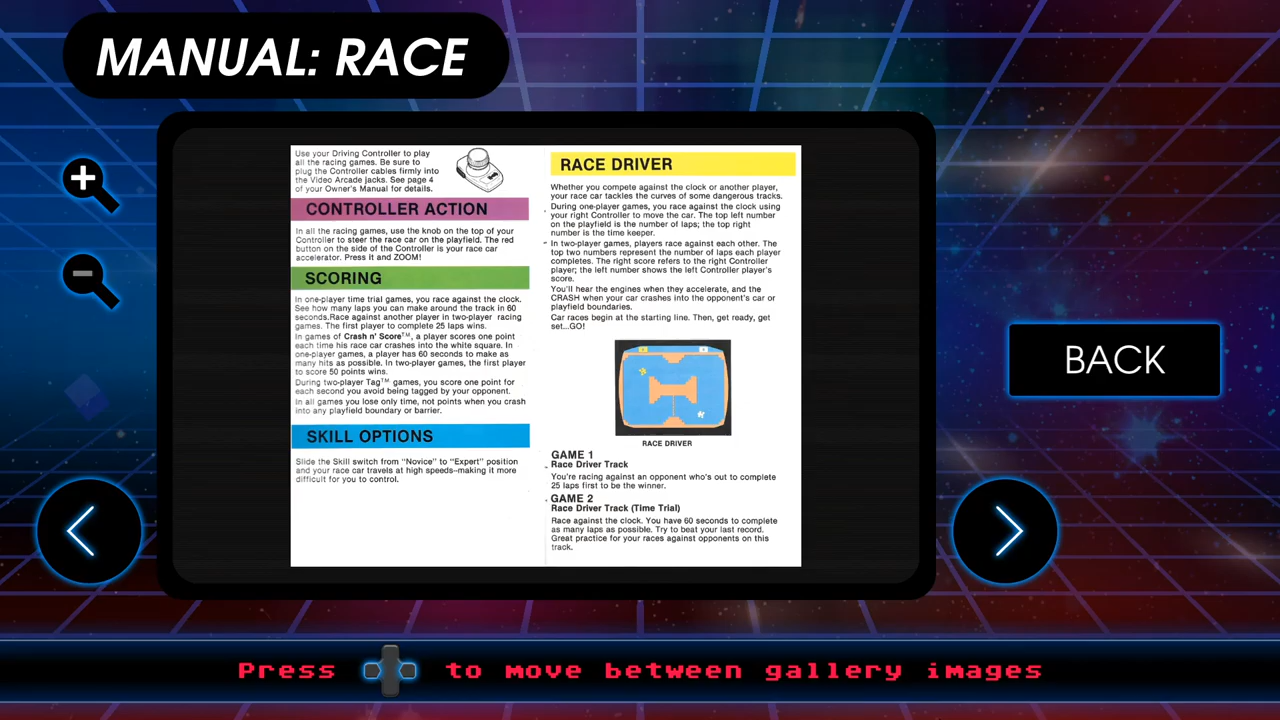 MANUAL: RACE
Use your Driving Controller to play
all the racing games. Be sure to
plug the Controller cables firmly into
the Video Arcade jacks. See page 4
of your Owner's Manual for details.
CONTROLLER ACTION
In all the racing games, use the knob on the top of your
Controller to steer the race car on the playfield. The red
button on the side of the Controller is your race car
accelerator. Press it and ZOOM!
SCORING
In one-player time trial games, you race against the clock.
See how many laps you can make around the track in 60
seconds.Race against another player in two-player racing
games. The first player to complete 25 laps wins.
In games of Crash n' Score™, a player scores one point
each time his race car crashes into the white square. In
one-player games, a player has 60 seconds to make as
many hits as possible. In two-player games, the first player
to score 50 points wins.
During two-player Tag™ games, you score one point for
each second you avoid being tagged by your opponent.
In all games you lose only time, not points when you crash
into any playfield boundary or barrier.
SKILL OPTIONS
Slide the Skill switch from "Novice" to "Expert" position
and your race car travels at high speeds–making it more
difficult for you to control.
RACE DRIVER
Whether you compete against the clock or another player,
your race car tackles the curves of some dangerous tracks.
During one-player games, you race against the clock using
your right Controller to move the car. The top left number
on the playfield is the number of laps; the top right
number is the time keeper.
In two-player games, players race against each other. The
top two numbers represent the number of laps each player
completes. The right score refers to the right Controller
player; the left number shows the left Controller player's
score.
You'll hear the engines when they accelerate, and the
CRASH when your car crashes into the opponent's car or
playfield boundaries.
Car races begin at the starting line. Then, get ready, get
set...GO!
RACE DRIVER
GAME 1
Race Driver Track
You're racing against an opponent who's out to complete
25 laps first to be the winner.
GAME 2
Race Driver Track (Time Trial)
Race against the clock. You have 60 seconds to complete
as many laps as possible. Try to beat your last record.
Great practice for your races against opponents on this
track.
BACK
Press to move between gallery images